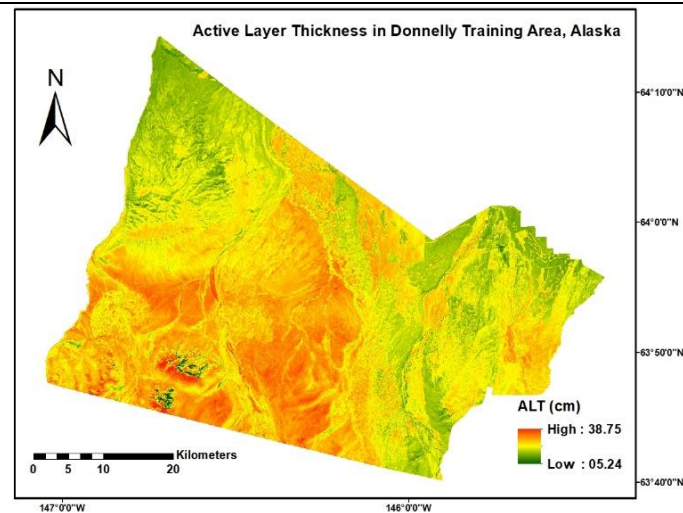 Active Layer Thickness in Donnelly Training Area, Alaska
N
64°10'0"N
64°0'0"N
63°50'0"N
ALT (cm)
High : 38.75
Low : 05.24
Kilometers
0 5 10 20
63°40'0"N
147°0'0"W 146°0'0"W